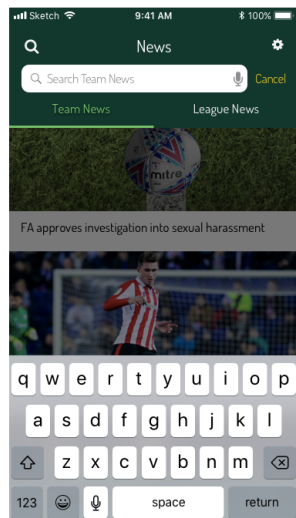 Sketch 9:41 AM 100%
News
Search Team News Cancel
Team News League News
mitre
FA approves investigation into sexual harassment
q w e r t y u i o p
a s d f g h j k l
z x c v b n m
123 space return